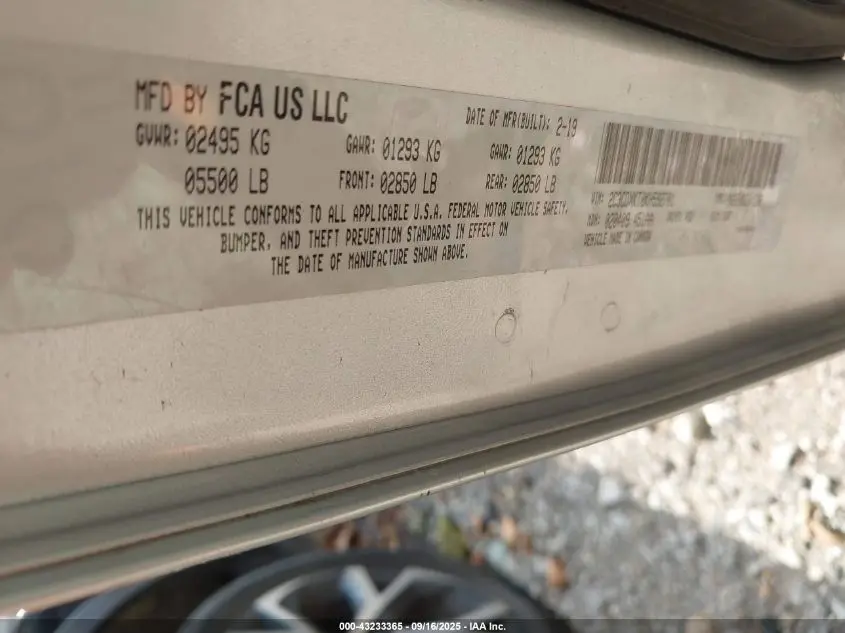 MFD BY FCA US LLC
DATE OF MFR(BUILT): 2-19
GVWR: 02495 KG
GAWR: 01293 KG
GAWR: 01293 KG
05500 LB
FRONT: 02850 LB
REAR: 02850 LB
THIS VEHICLE CONFORMS TO ALL APPLICABLE U.S.A. FEDERAL MOTOR VEHICLE SAFETY,
BUMPER, AND THEFT PREVENTION STANDARDS IN EFFECT ON
THE DATE OF MANUFACTURE SHOWN ABOVE.
VIN:
MDH:
VEHICLE MADE IN CANADA
000-43233365 - 09/16/2025 - IAA Inc.